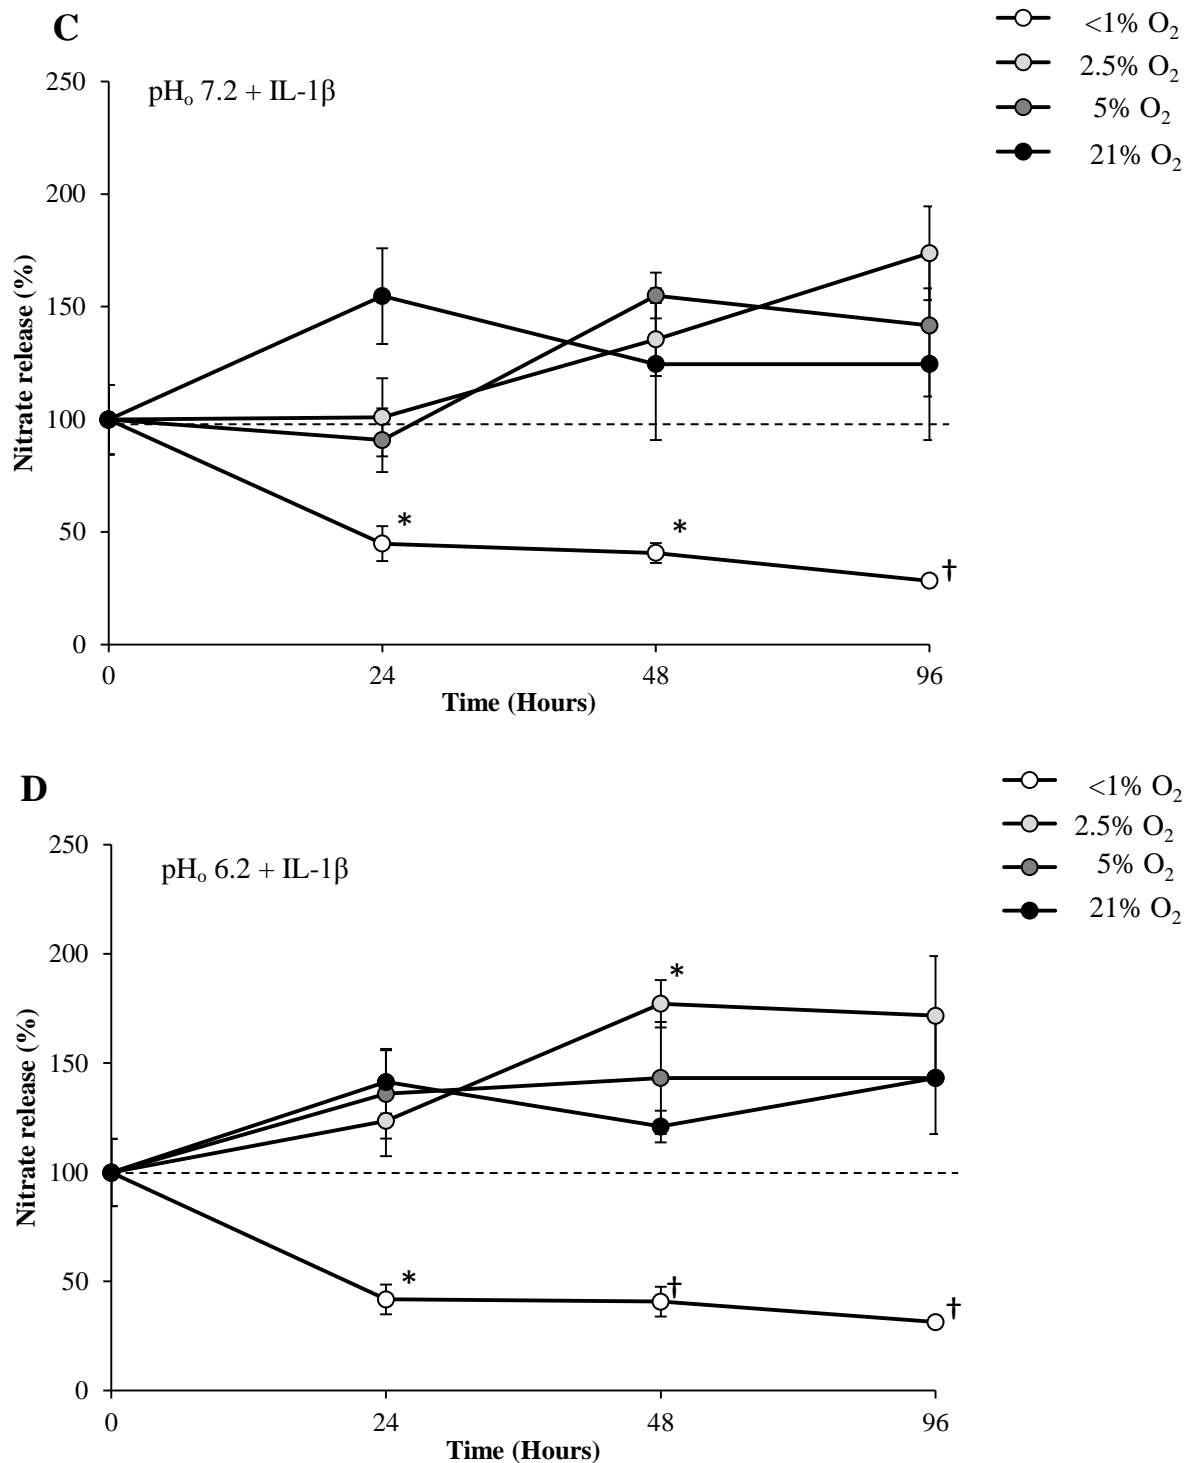 C
<1% O₂
2.5% O₂
5% O₂
21% O₂
pHₒ 7.2 + IL-1β
250
200
150
100
50
0
Nitrate release (%)
*
*
†
0 24 48 96
Time (Hours)
D
<1% O₂
2.5% O₂
5% O₂
21% O₂
pHₒ 6.2 + IL-1β
250
200
150
100
50
0
Nitrate release (%)
*
*
†
†
0 24 48 96
Time (Hours)